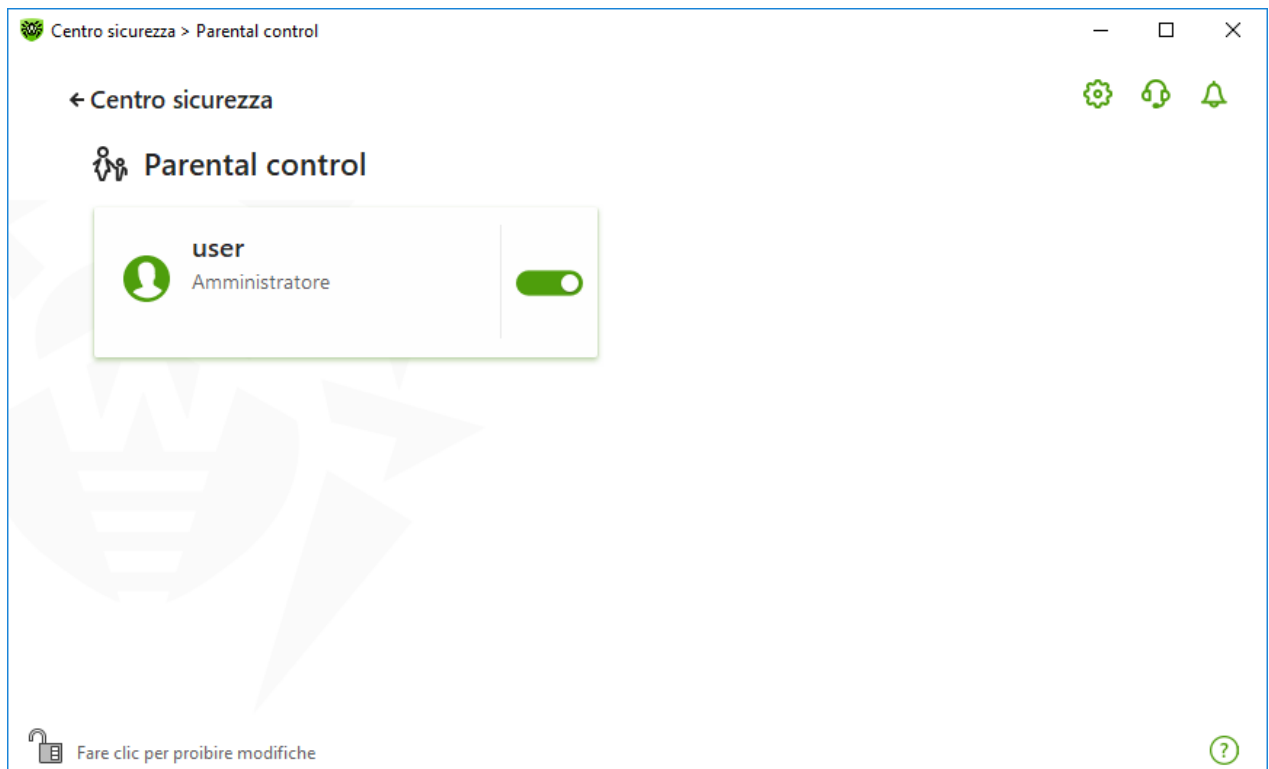 Centro sicurezza > Parental control
Centro sicurezza
Parental control
user
Amministratore
Fare clic per proibire modifiche
?